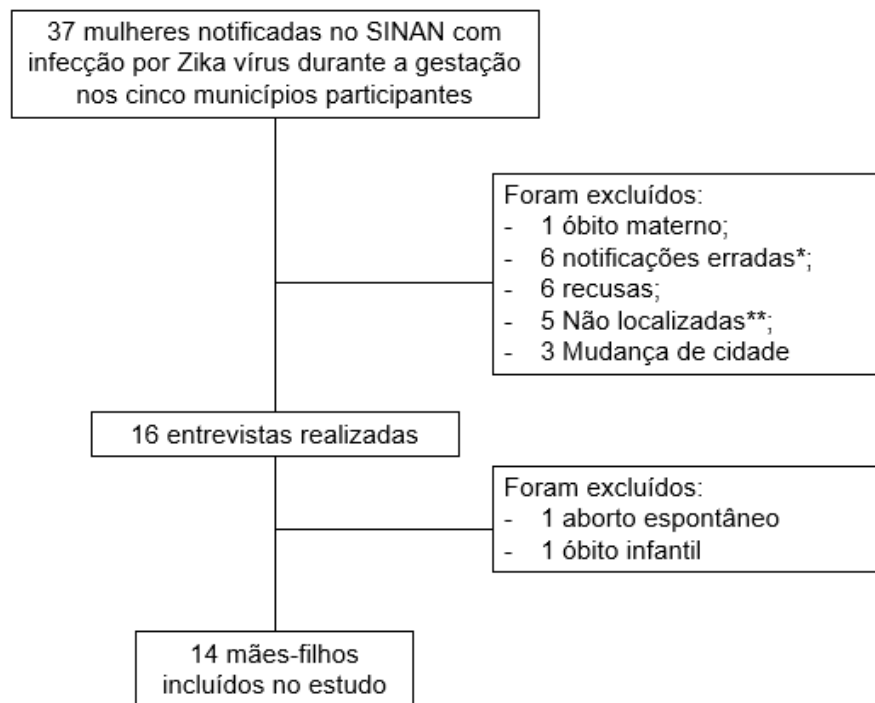 37 mulheres notificadas no SINAN com
infecção por Zika vírus durante a gestação
nos cinco municípios participantes
Foram excluídos:
- 1 óbito materno;
- 6 notificações erradas*;
- 6 recusas;
- 5 Não localizadas**;
- 3 Mudança de cidade
16 entrevistas realizadas
Foram excluídos:
- 1 aborto espontâneo
- 1 óbito infantil
14 mães-filhos
incluídos no estudo